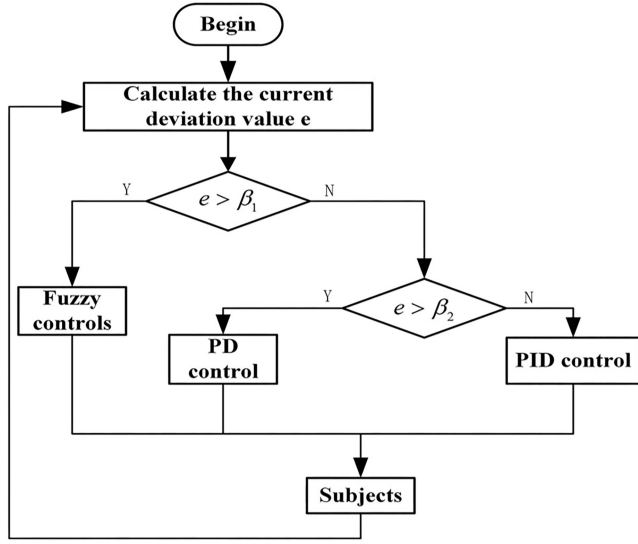 Begin
Calculate the current
deviation value e
Y
e > β₁
N
Fuzzy
controls
Y
e > β₂
N
PD
control
PID control
Subjects